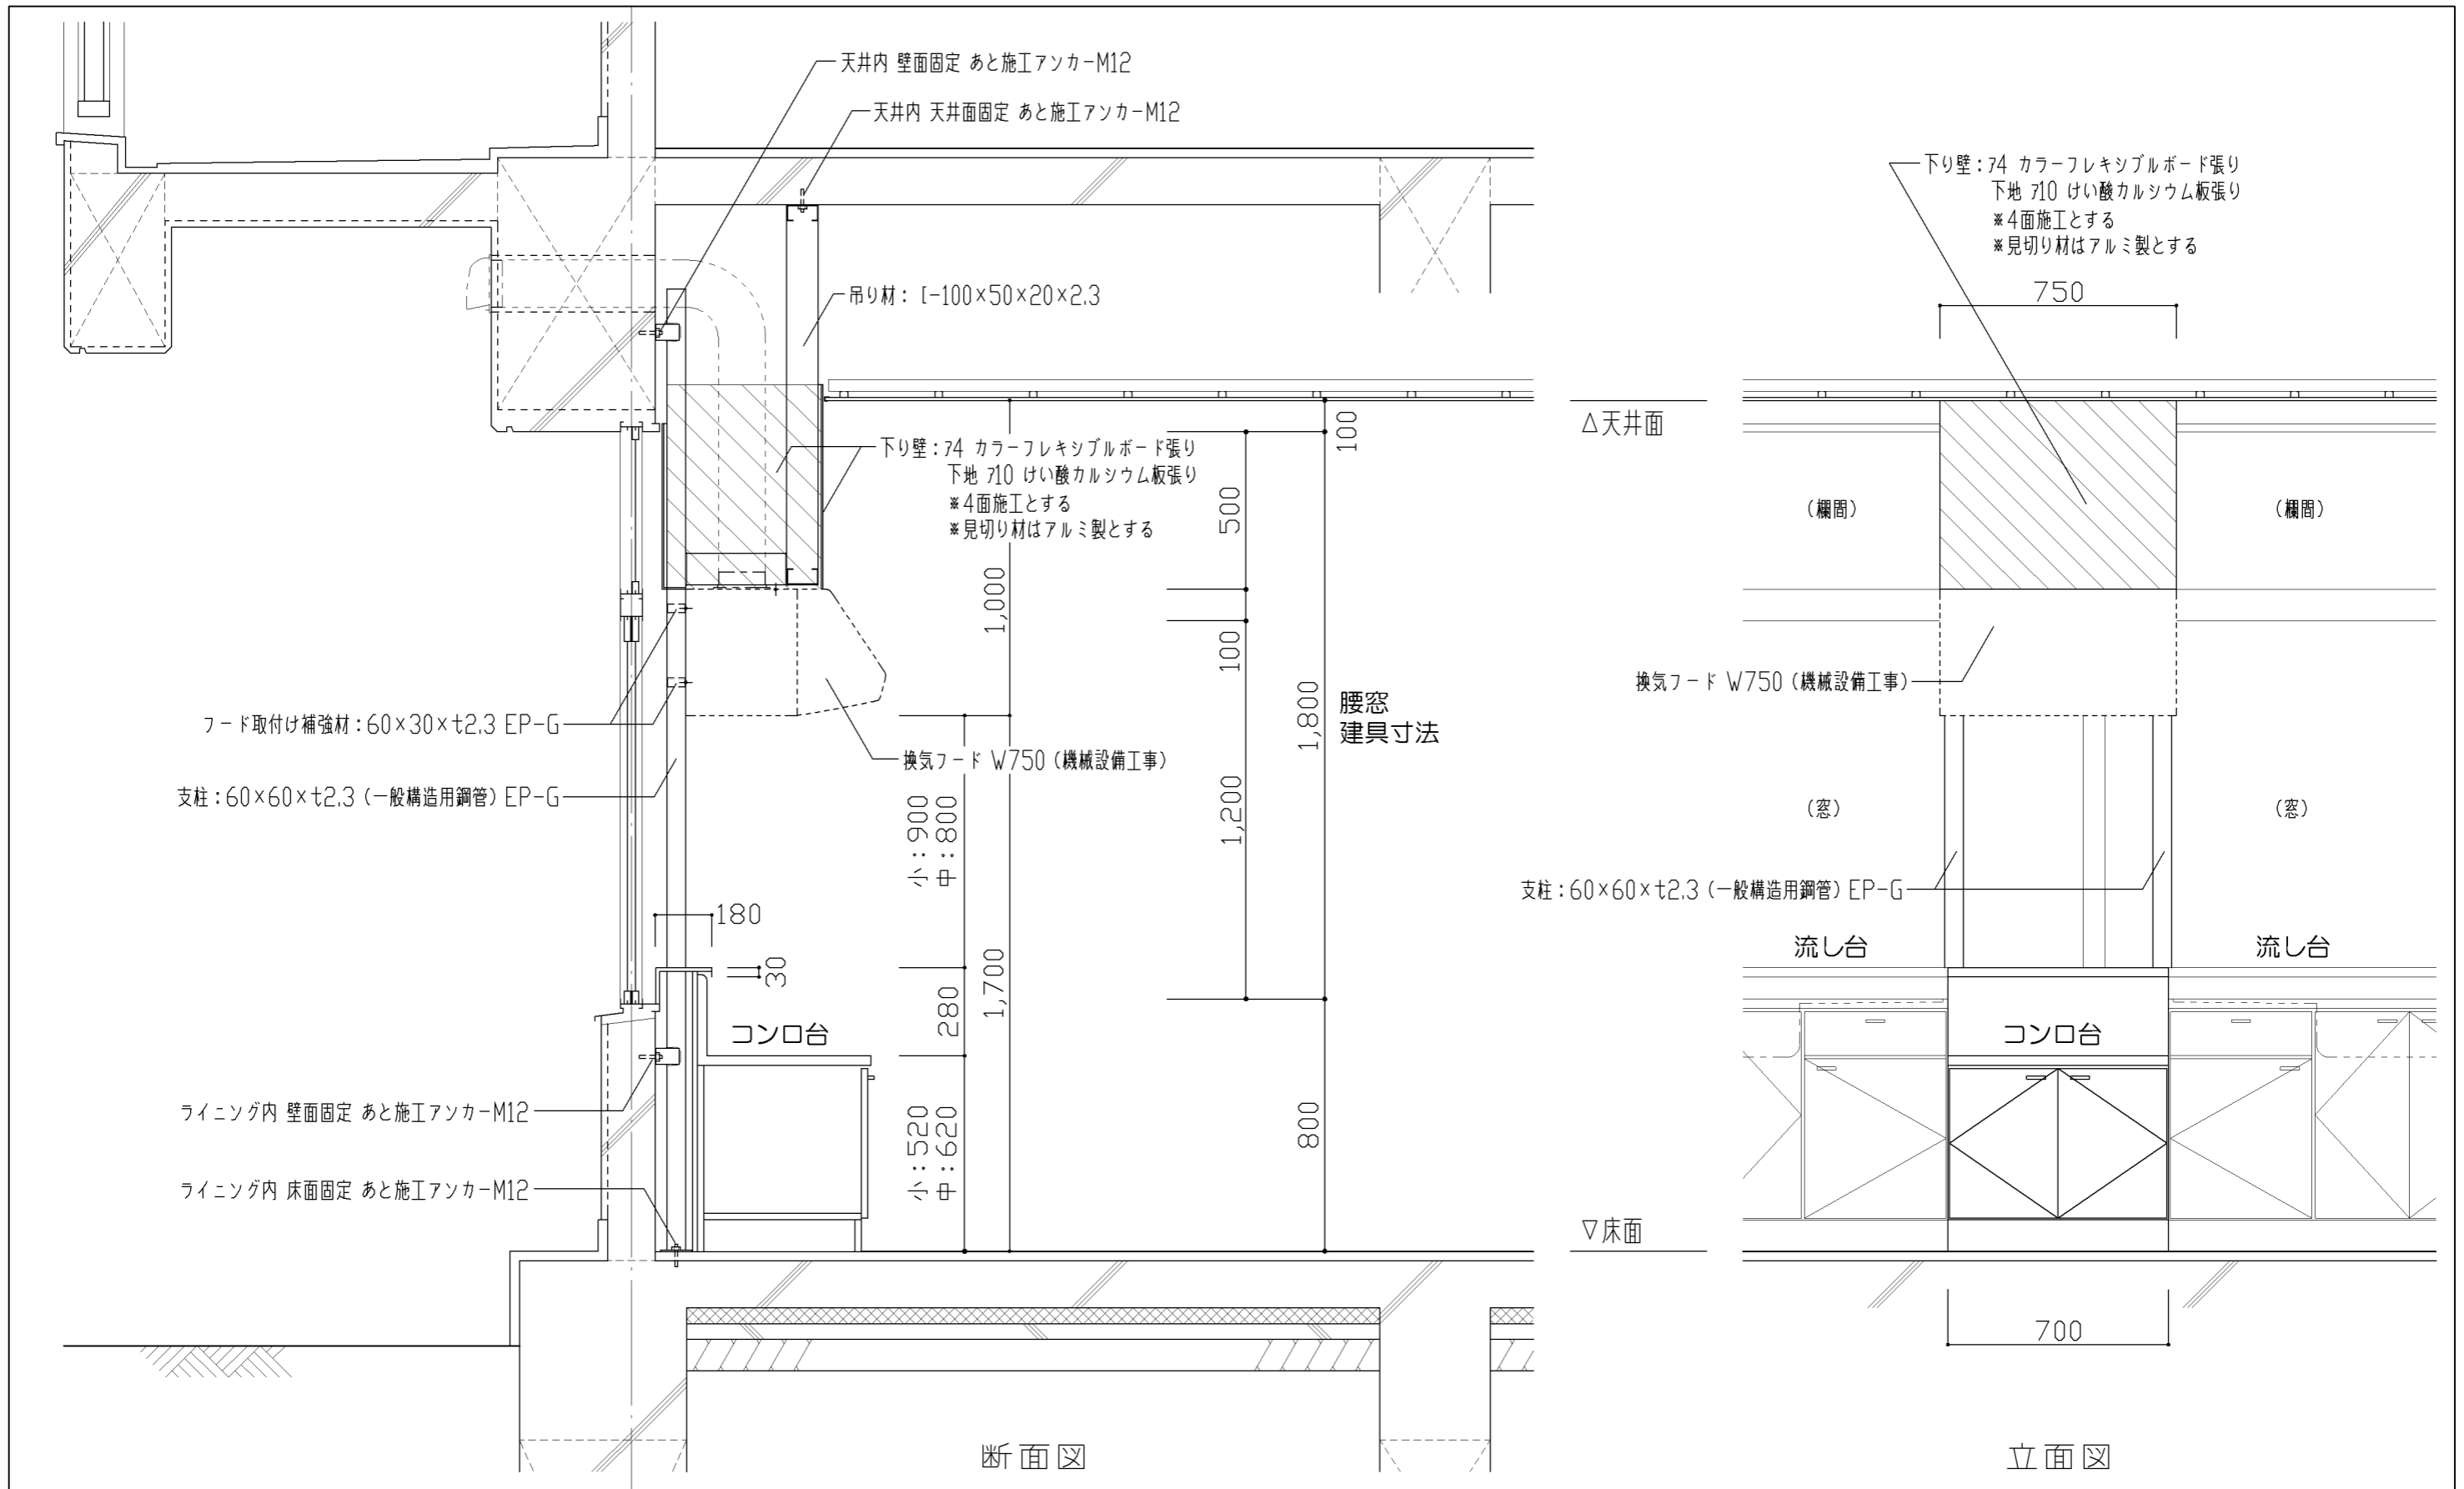 天井内 壁面固定 あと施工アンカーM12
天井内 天井面固定 あと施工アンカーM12
吊り材：[-100×50×20×2.3
下り壁：ｱ4 カラーフレキシブルボード張り
下地 ｱ10 けい酸カルシウム板張り
※4面施工とする
※見切り材はアルミ製とする
フード取付け補強材：60×30×t2.3 EP-G
支柱：60×60×t2.3（一般構造用鋼管）EP-G
換気フード W750（機械設備工事）
180
30
コンロ台
ライニング内 壁面固定 あと施工アンカーM12
ライニング内 床面固定 あと施工アンカーM12
小：900
中：800
280
小：520
中：620
1,000
1,700
500
100
1,200
100
1,800
800
腰窓
建具寸法
断面図
△天井面
▽床面
下り壁：ｱ4 カラーフレキシブルボード張り
下地 ｱ10 けい酸カルシウム板張り
※4面施工とする
※見切り材はアルミ製とする
750
（欄間）
（欄間）
換気フード W750（機械設備工事）
（窓）
（窓）
支柱：60×60×t2.3（一般構造用鋼管）EP-G
流し台
流し台
コンロ台
700
立面図